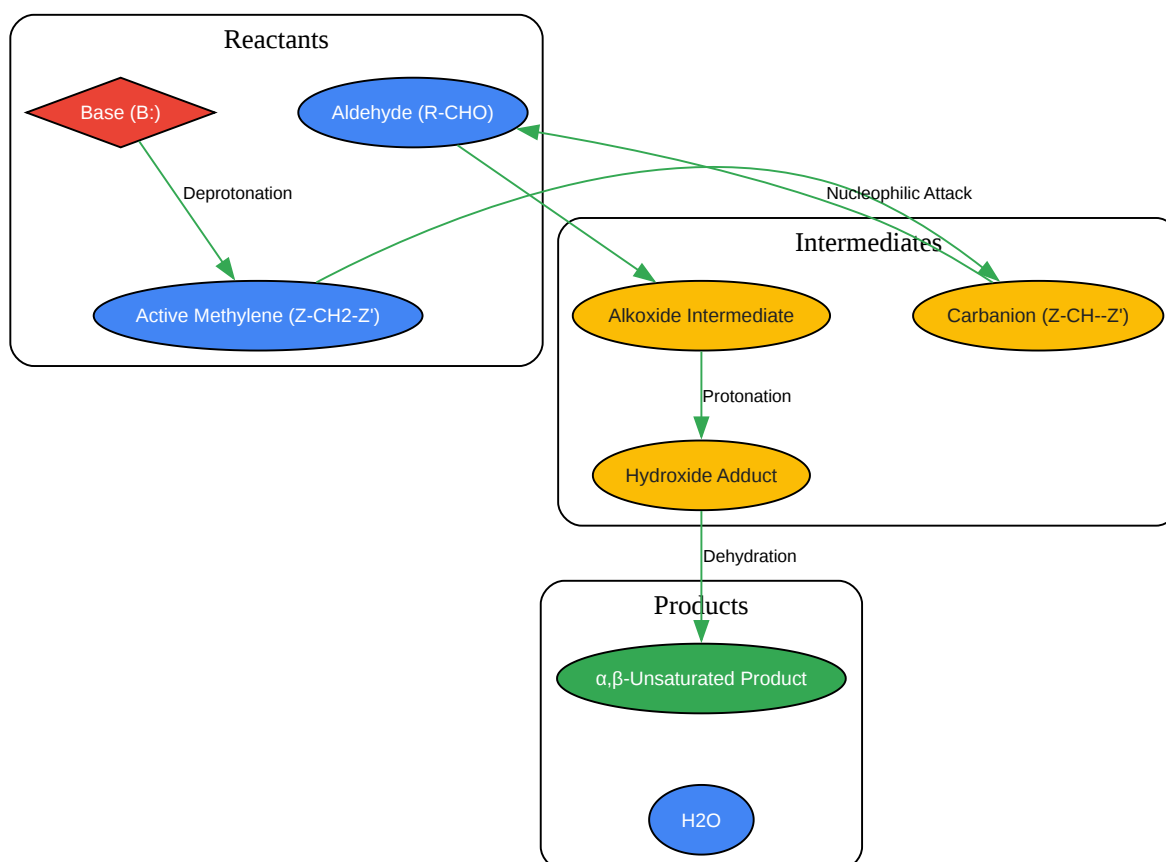 Reactants
Base (B:)
Aldehyde (R-CHO)
Deprotonation
Nucleophilic Attack
Intermediates
Active Methylene (Z-CH2-Z')
Alkoxide Intermediate
Carbanion (Z-CH--Z')
Protonation
Hydroxide Adduct
Dehydration
Products
α,β-Unsaturated Product
H2O